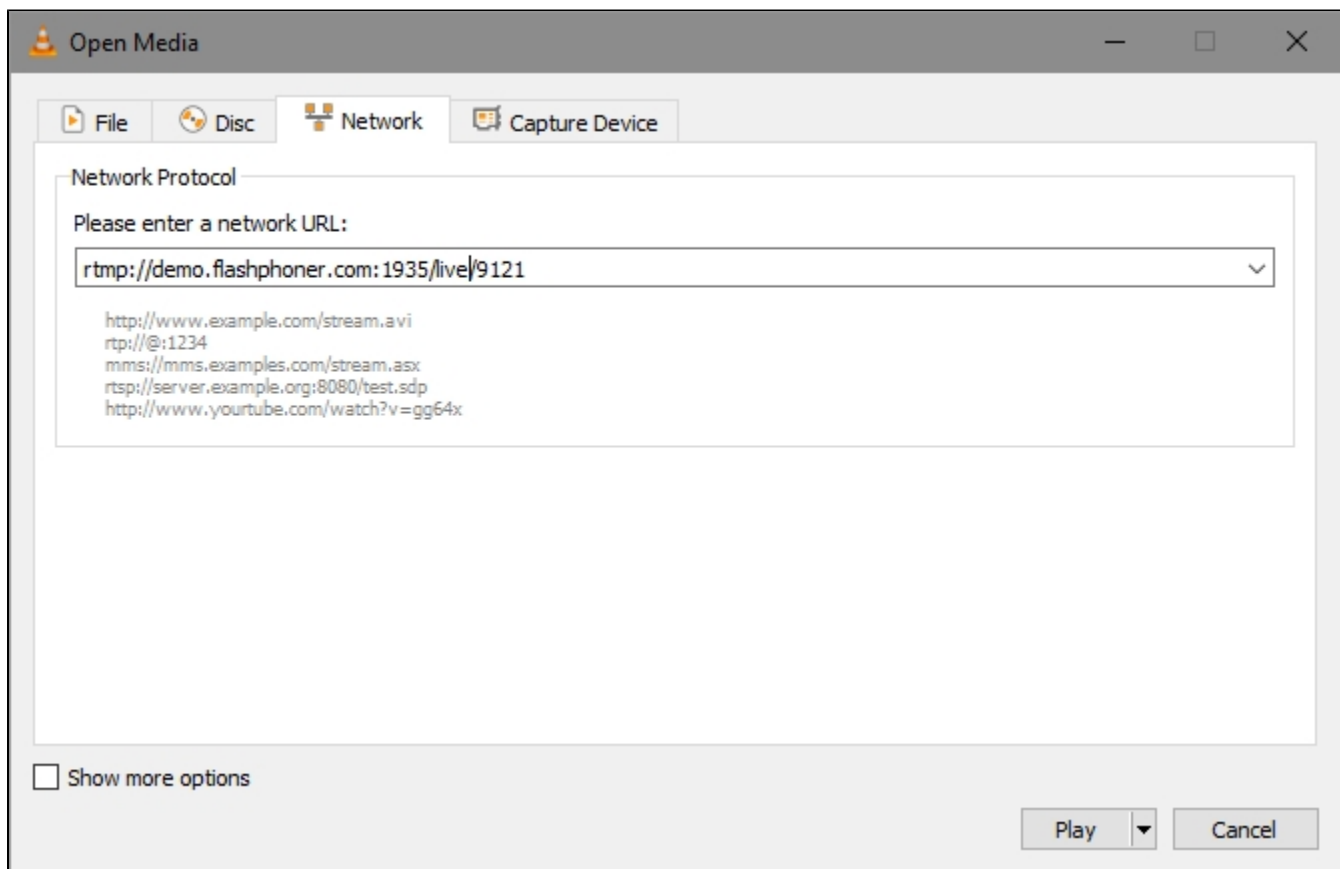 Open Media
File Disc Network Capture Device
Network Protocol
Please enter a network URL:
rtmp://demo.flashphoner.com:1935/live/9121
http://www.example.com/stream.avi
rtp://@:1234
mms://mms.examples.com/stream.asx
rtsp://server.example.org:8080/test.sdp
http://www.yourtube.com/watch?v=gg64x
Show more options
Play Cancel